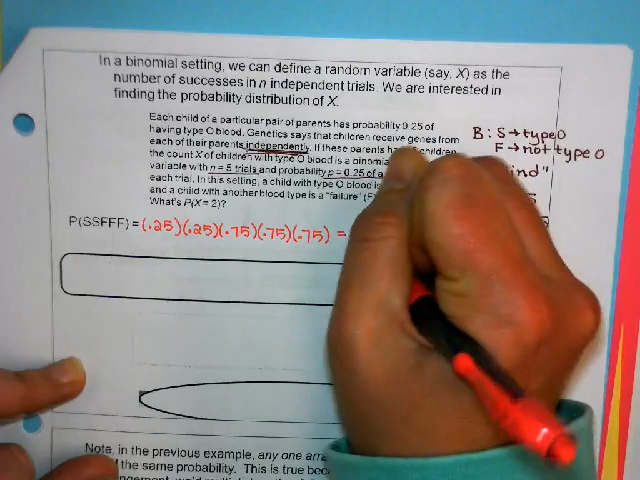 In a binomial setting, we can define a random variable (say, X) as the
number of successes in n independent trials. We are interested in
finding the probability distribution of X.
Each child of a particular pair of parents has probability 0.25 of
having type O blood. Genetics says that children receive genes from
each of their parents independently. If these parents have children,
the count X of children with type O blood is a binomial
variable with n = 5 trials and probability p = 0.25 of a
each trial. In this setting, a child with type O blood is
and a child with another blood type is a "failure" (F)
What's P(X = 2)?
B: S → type O
F → not type O
ind"
P(SSFFF) = (.25)(.25)(.75)(.75)(.75) =
Note, in the previous example, any one arra
the same probability. This is true bec